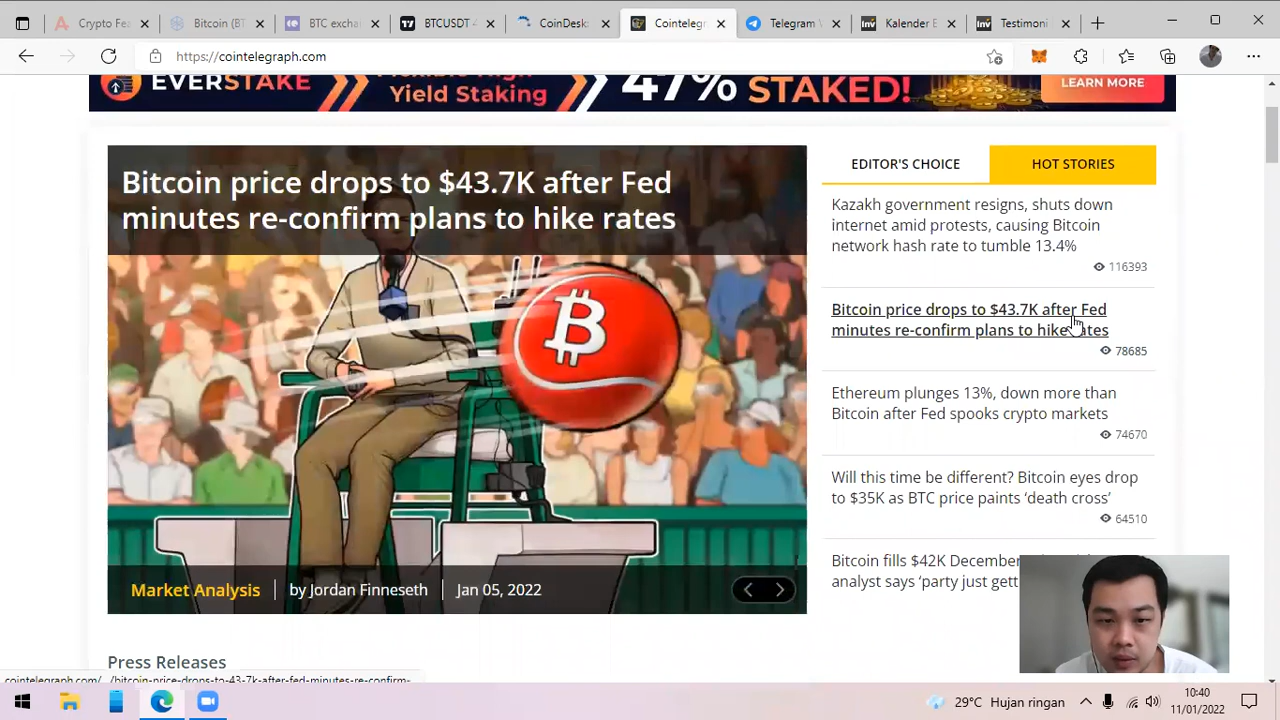 Crypto Fea
Bitcoin (BT
BTC exchai
BTCUSDT 4
CoinDesk:
Cointelegr
Telegram V
Kalender E
Testimoni
https://cointelegraph.com
EVERSTAKE
Flexible High
Yield Staking
47% STAKED!
LEARN MORE
Bitcoin price drops to $43.7K after Fed
minutes re-confirm plans to hike rates
Market Analysis
by Jordan Finneseth
Jan 05, 2022
EDITOR'S CHOICE
HOT STORIES
Kazakh government resigns, shuts down
internet amid protests, causing Bitcoin
network hash rate to tumble 13.4%
116393
Bitcoin price drops to $43.7K after Fed
minutes re-confirm plans to hike rates
78685
Ethereum plunges 13%, down more than
Bitcoin after Fed spooks crypto markets
74670
Will this time be different? Bitcoin eyes drop
to $35K as BTC price paints ‘death cross’
64510
Bitcoin fills $42K December
analyst says ‘party just gett
Press Releases
cointelegraph.com/.../bitcoin-price-drops-to-43-7k-after-fed-minutes-re-confirm-
29°C Hujan ringan
10:40
11/01/2022